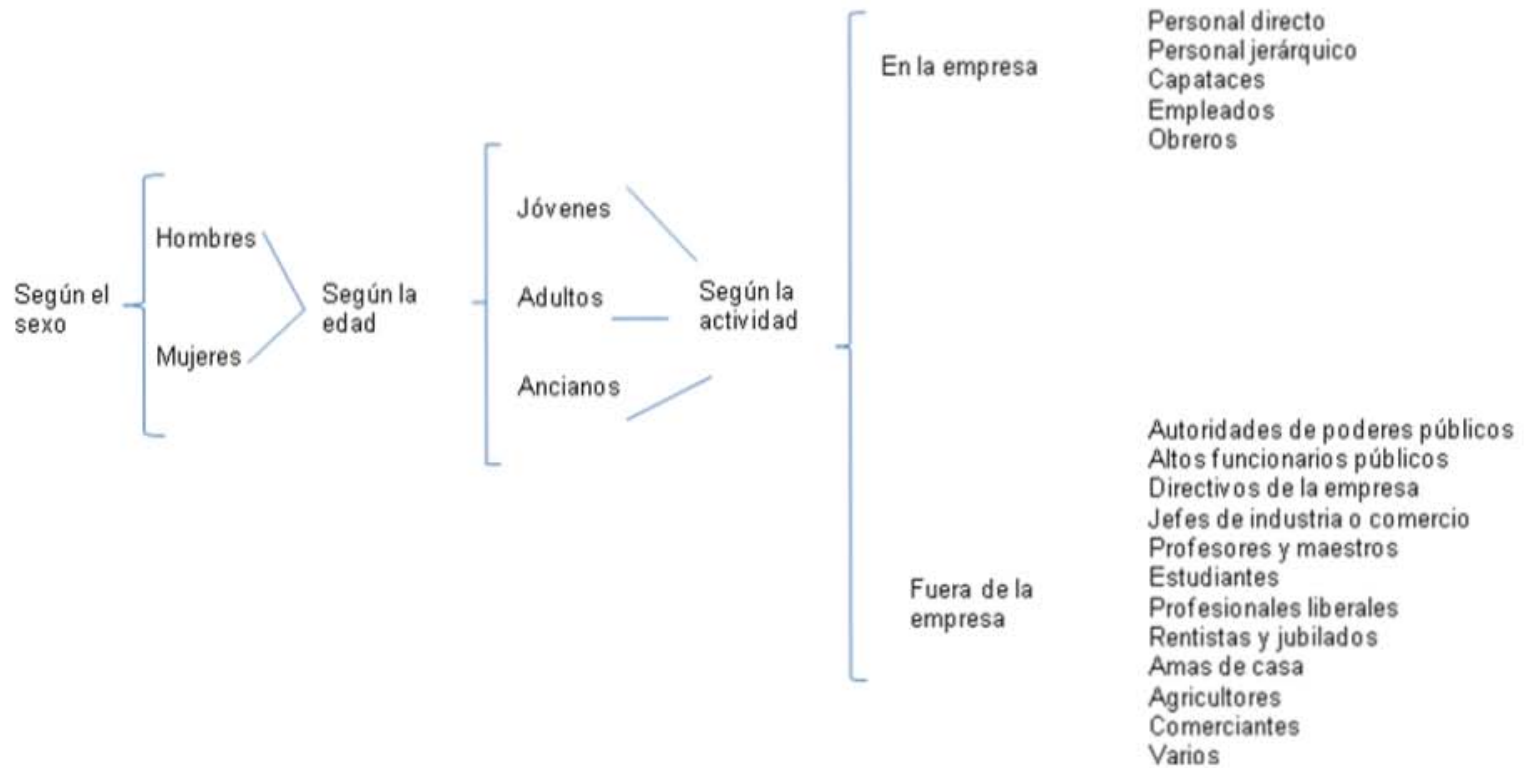 Según el
sexo
Hombres
Mujeres
Según la
edad
Jóvenes
Adultos
Ancianos
Según la
actividad
En la empresa
Personal directo
Personal jerárquico
Capataces
Empleados
Obreros
Fuera de la
empresa
Autoridades de poderes públicos
Altos funcionarios públicos
Directivos de la empresa
Jefes de industria o comercio
Profesores y maestros
Estudiantes
Profesionales liberales
Rentistas y jubilados
Amas de casa
Agricultores
Comerciantes
Varios